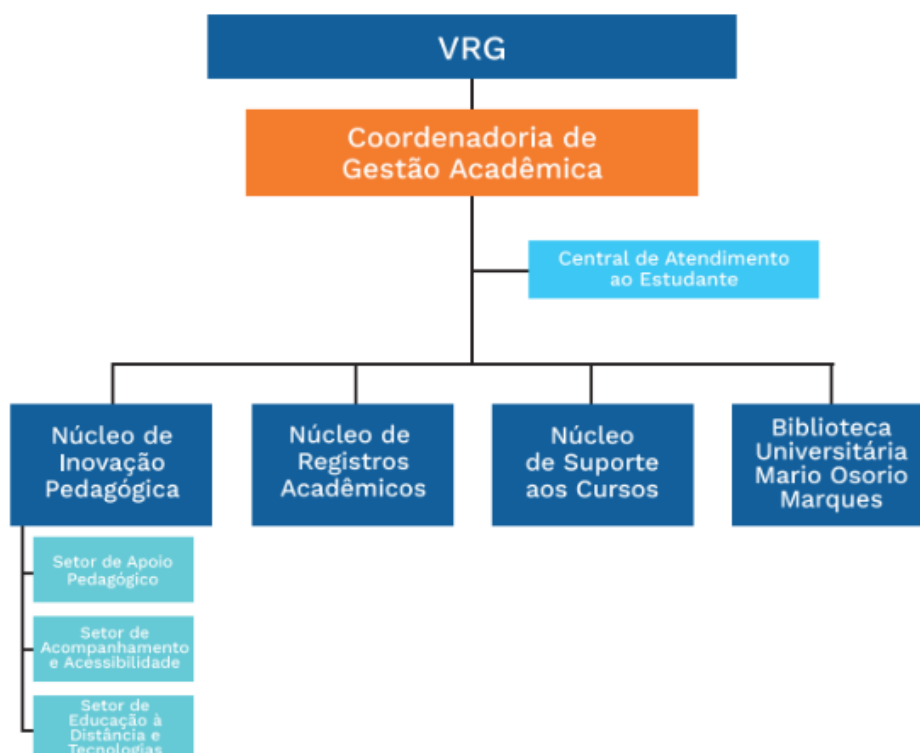 VRG
Coordenadoria de
Gestão Acadêmica
Central de Atendimento
ao Estudante
Núcleo de
Inovação
Pedagógica
Núcleo de
Registros
Acadêmicos
Núcleo
de Suporte
aos Cursos
Biblioteca
Universitária
Mario Osorio
Marques
Setor de Apoio
Pedagógico
Setor de
Acompanhamento
e Acessibilidade
Setor de
Educação à
Distância e
Tecnologias